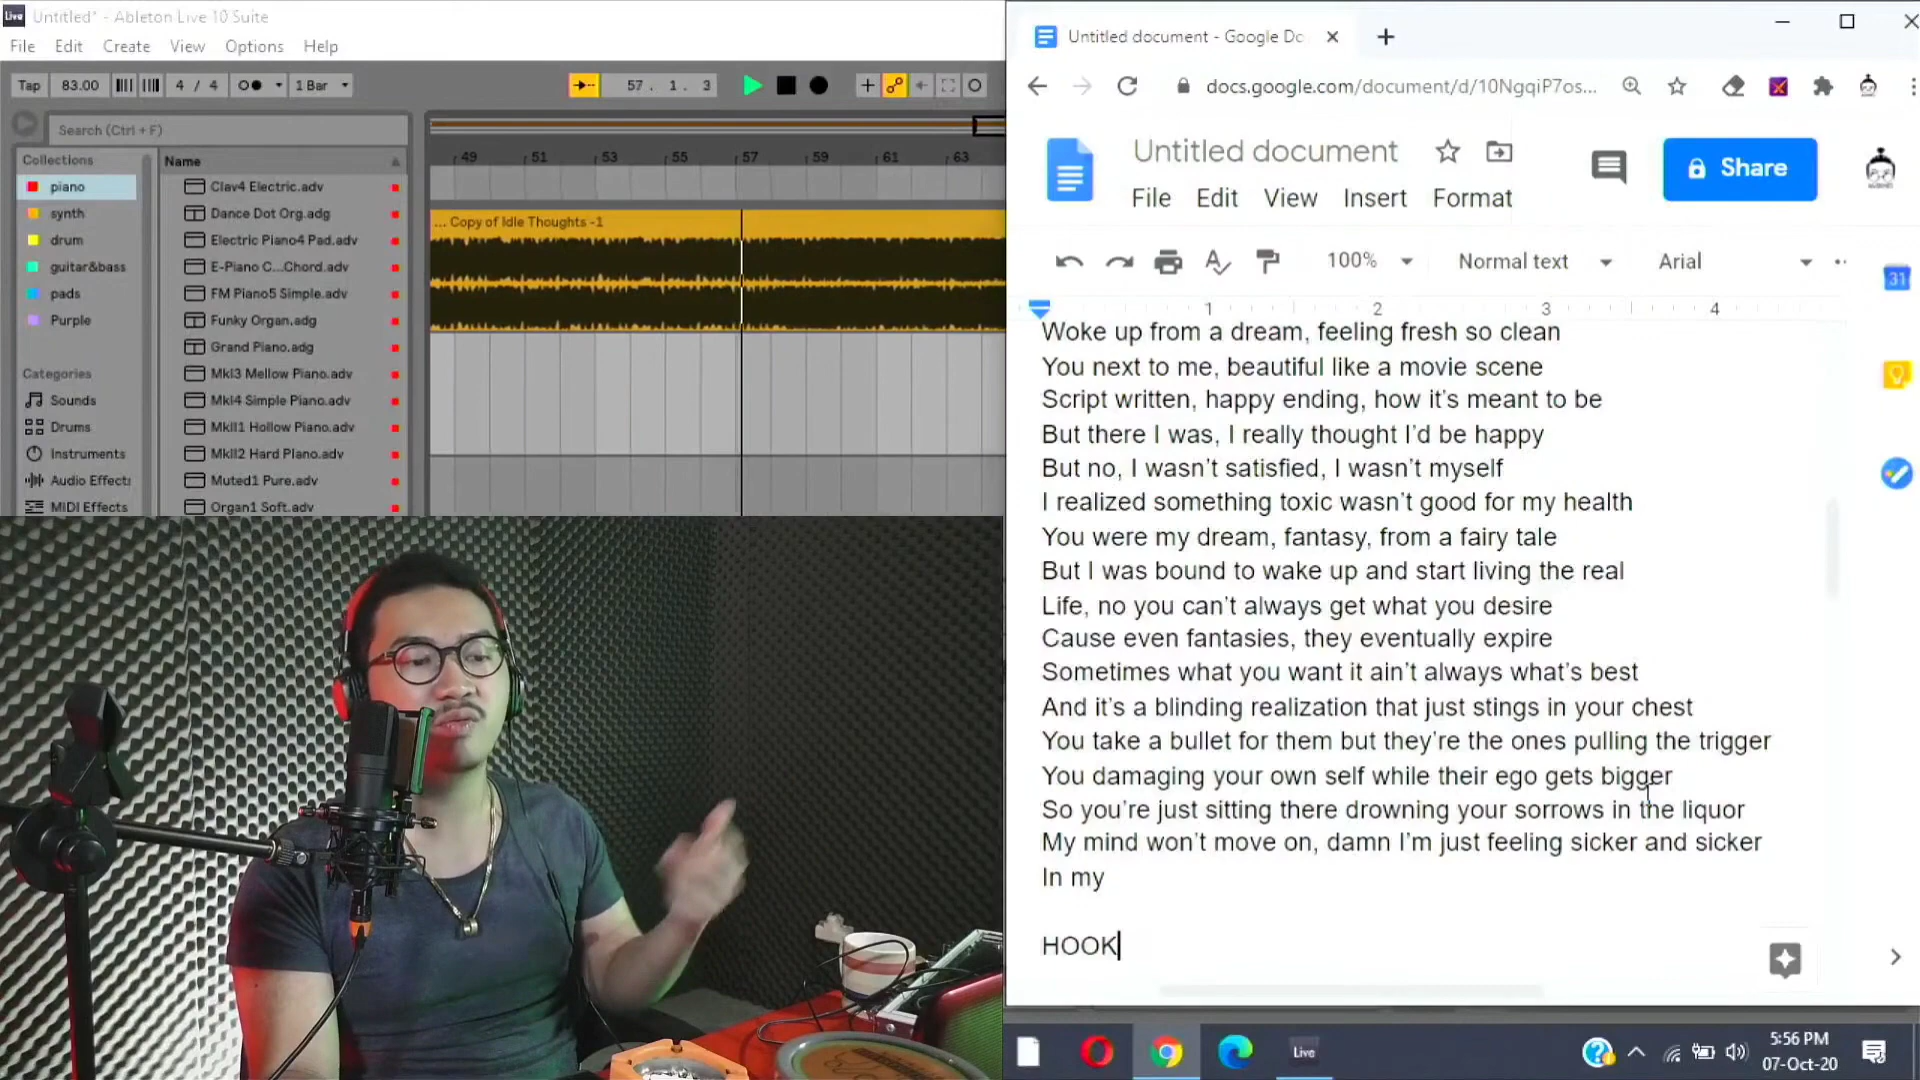 Live Untitled* - Ableton Live 10 Suite
File Edit Create View Options Help
Tap 83.00 4 / 4 1 Bar 57 . 1 . 3
Search (Ctrl + F)
Collections
piano
synth
drum
guitar&bass
pads
Purple
Categories
Sounds
Drums
Instruments
Audio Effects
MIDI Effects
Name
Clav4 Electric.adv
Dance Dot Org.adg
Electric Piano4 Pad.adv
E-Piano C...Chord.adv
FM Piano5 Simple.adv
Funky Organ.adg
Grand Piano.adg
MkI3 Mellow Piano.adv
MkI4 Simple Piano.adv
MkII1 Hollow Piano.adv
MkII2 Hard Piano.adv
Muted1 Pure.adv
Organ1 Soft.adv
49 51 53 55 57 59 61 63
... Copy of Idle Thoughts -1
Untitled document - Google Do
docs.google.com/document/d/10NgqiP7os...
Untitled document
Share
File Edit View Insert Format
100% Normal text Arial
31
1 2 3 4
Woke up from a dream, feeling fresh so clean
You next to me, beautiful like a movie scene
Script written, happy ending, how it's meant to be
But there I was, I really thought I'd be happy
But no, I wasn't satisfied, I wasn't myself
I realized something toxic wasn't good for my health
You were my dream, fantasy, from a fairy tale
But I was bound to wake up and start living the real
Life, no you can't always get what you desire
Cause even fantasies, they eventually expire
Sometimes what you want it ain't always what's best
And it's a blinding realization that just stings in your chest
You take a bullet for them but they're the ones pulling the trigger
You damaging your own self while their ego gets bigger
So you're just sitting there drowning your sorrows in the liquor
My mind won't move on, damn I'm just feeling sicker and sicker
In my
HOOK
Live
5:56 PM
07-Oct-20